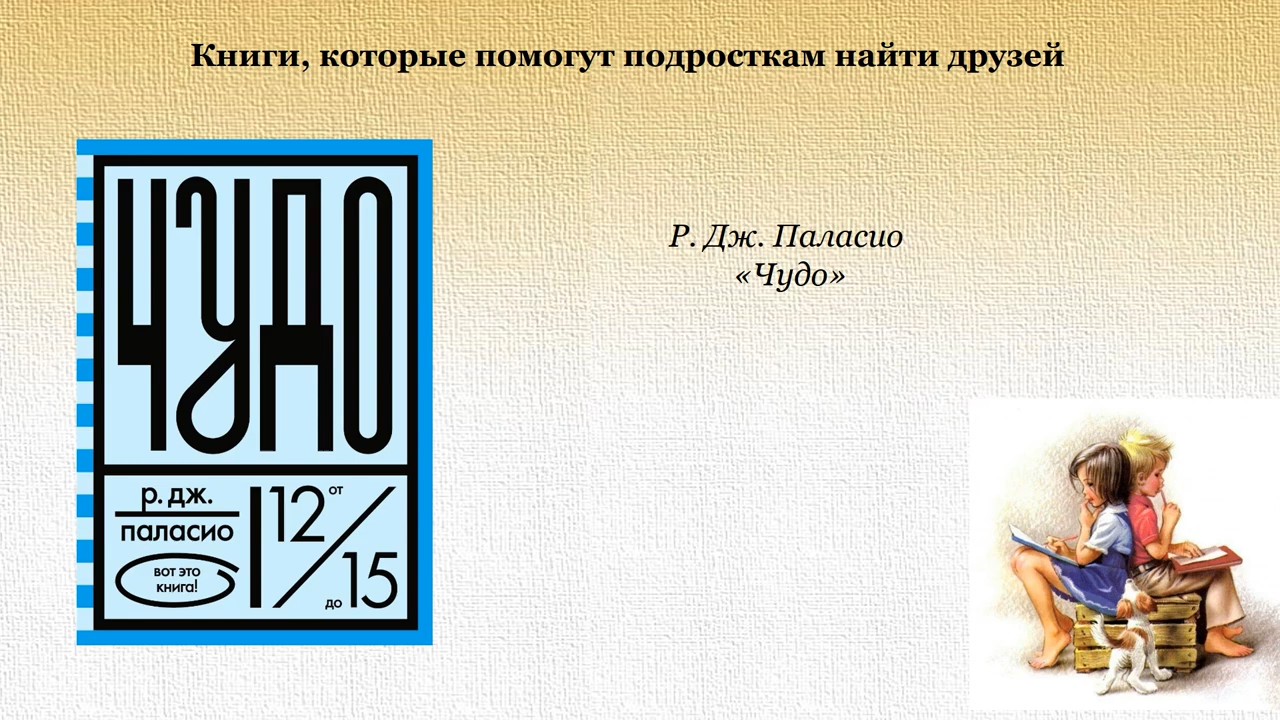 Книги, которые помогут подросткам найти друзей
ЧУДО
р. дж.
паласио
вот это
книга!
от
12
до
15
Р. Дж. Паласио
«Чудо»